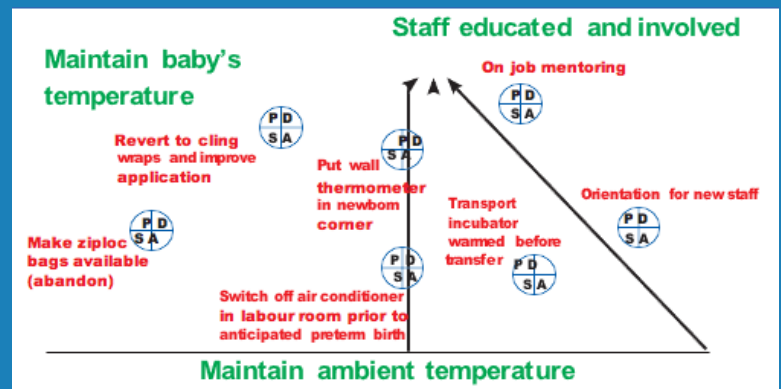 Staff educated and involved
Maintain baby's
temperature
On job mentoring
P D
S A
P D
S A
Revert to cling
wraps and improve
application
P D
S A
Put wall
thermometer
in newborn
corner
Transport
incubator
warmed before
transfer
P D
S A
Orientation for new staff
P D
S A
Make ziploc
bags available
(abandon)
P D
S A
P D
S A
Switch off air conditioner
in labour room prior to
anticipated preterm birth
Maintain ambient temperature